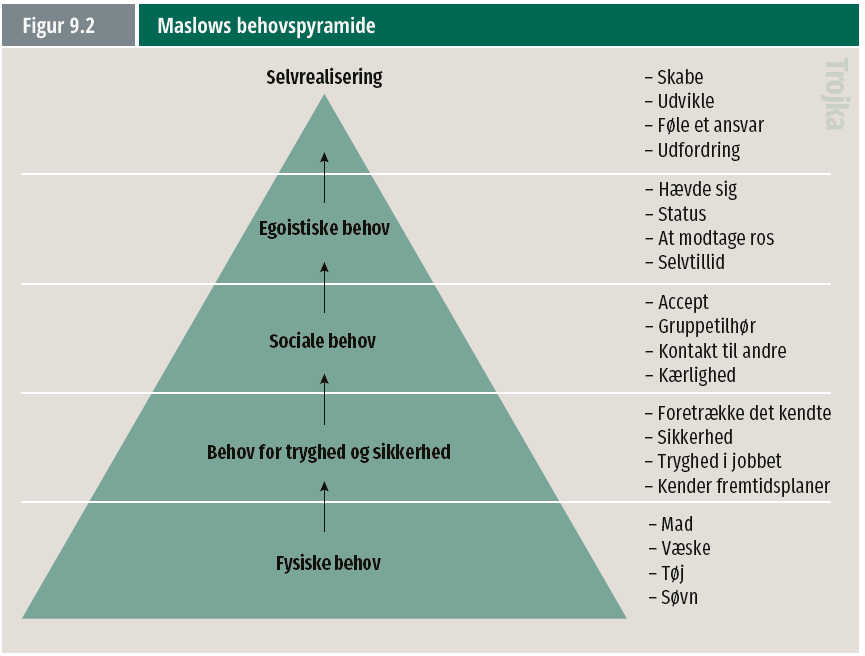 Figur 9.2
Maslows behovspyramide
Trojka
Selvrealisering
– Skabe
– Udvikle
– Føle et ansvar
– Udfordring
Egoistiske behov
– Hævde sig
– Status
– At modtage ros
– Selvtillid
Sociale behov
– Accept
– Gruppetilhør
– Kontakt til andre
– Kærlighed
Behov for tryghed og sikkerhed
– Foretrække det kendte
– Sikkerhed
– Tryghed i jobbet
– Kender fremtidsplaner
Fysiske behov
– Mad
– Væske
– Tøj
– Søvn